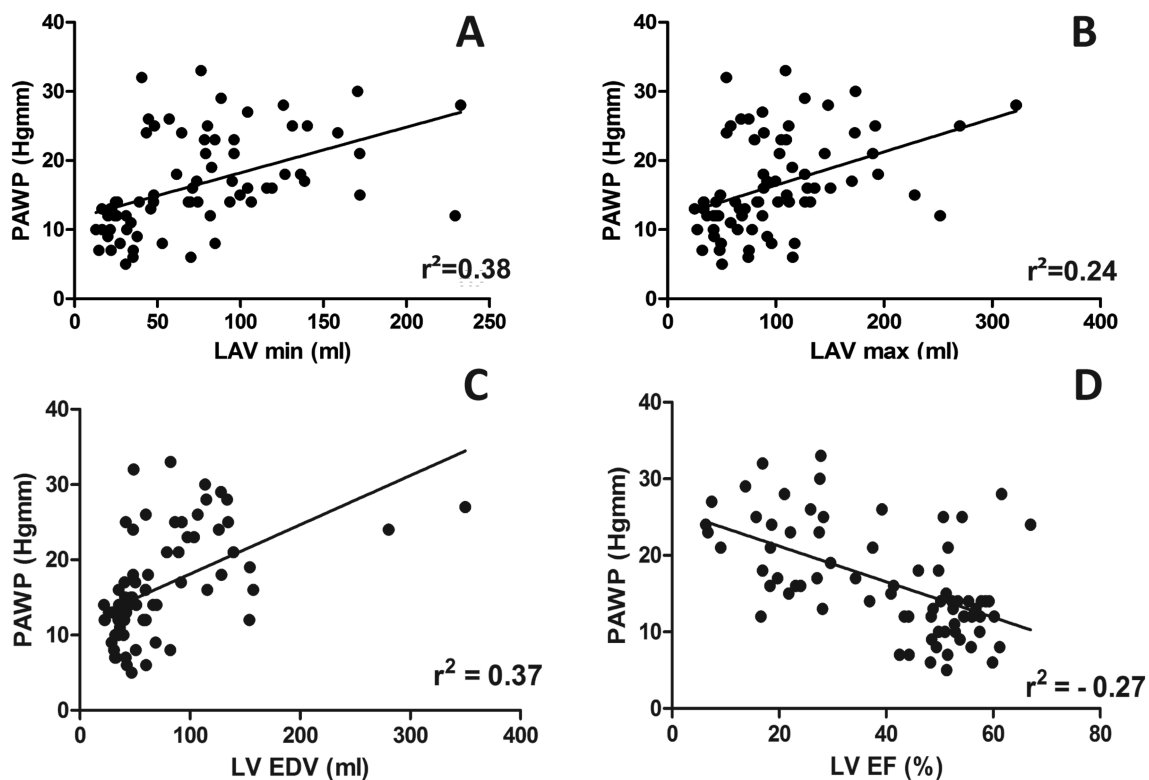 A
PAWP (Hgmm)
40
30
20
10
0
0 50 100 150 200 250
LAV min (ml)
r²=0.38
B
PAWP (Hgmm)
40
30
20
10
0
0 100 200 300 400
LAV max (ml)
r²=0.24
C
PAWP (Hgmm)
40
30
20
10
0
0 100 200 300 400
LV EDV (ml)
r² = 0.37
D
PAWP (Hgmm)
40
30
20
10
0
0 20 40 60 80
LV EF (%)
r² = - 0.27